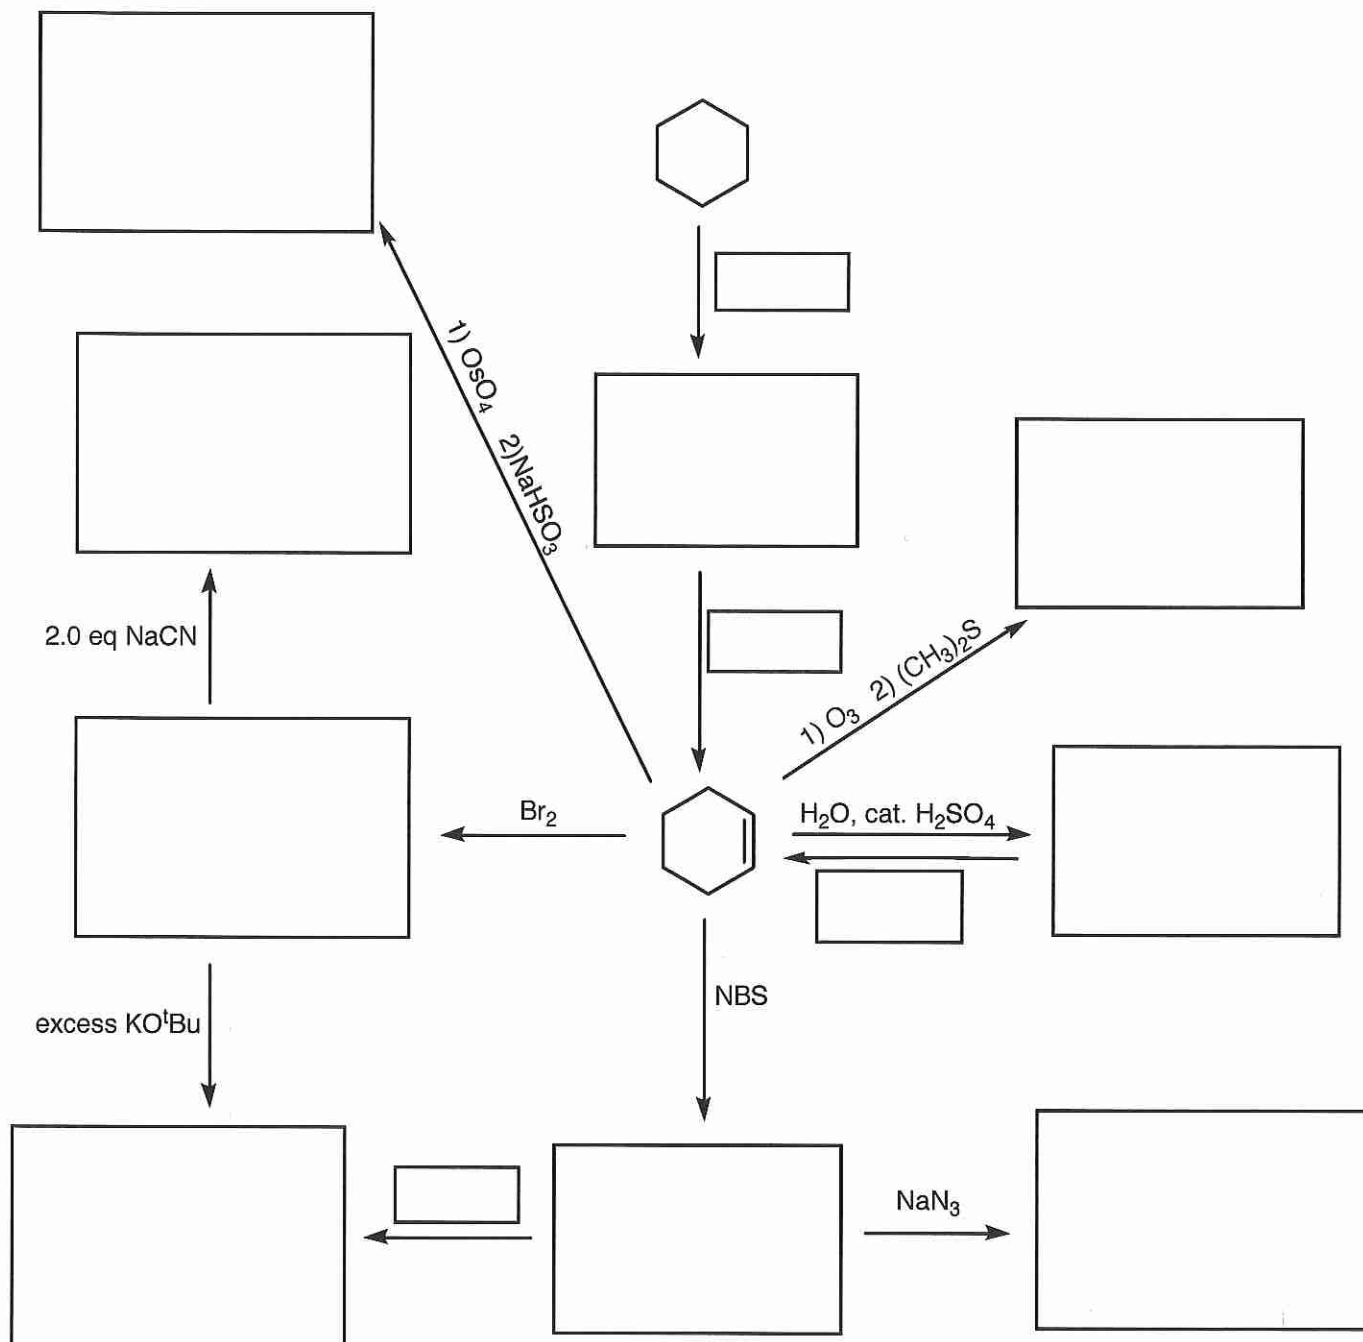 1) OsO₄ 2)NaHSO₃
2.0 eq NaCN
1) O₃ 2) (CH₃)₂S
Br₂
H₂O, cat. H₂SO₄
NBS
excess KOᵗBu
NaN₃